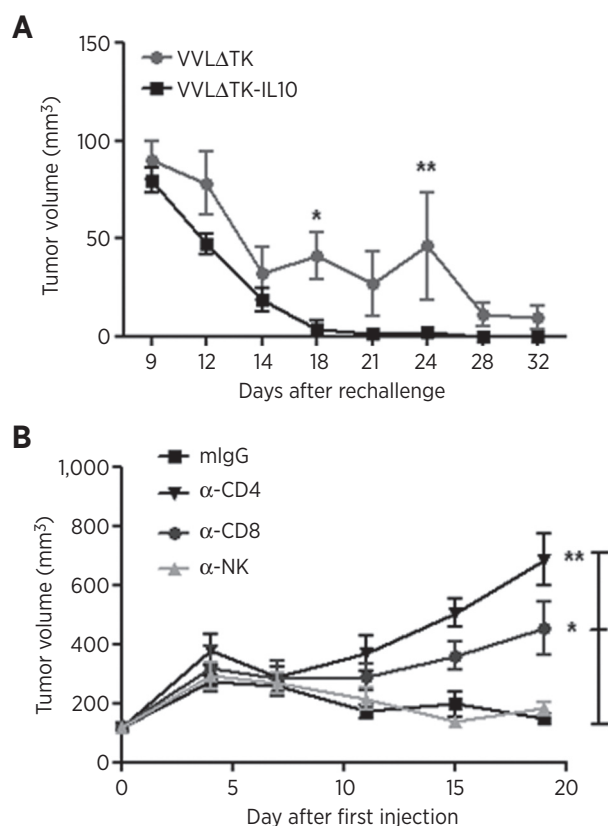 A
150
100
50
0
Tumor volume (mm³)
VVLΔTK
VVLΔTK-IL10
*
**
9 12 14 18 21 24 28 32
Days after rechallenge
B
1,000
800
600
400
200
0
Tumor volume (mm³)
mIgG
α-CD4
α-CD8
α-NK
**
*
0 5 10 15 20
Day after first injection